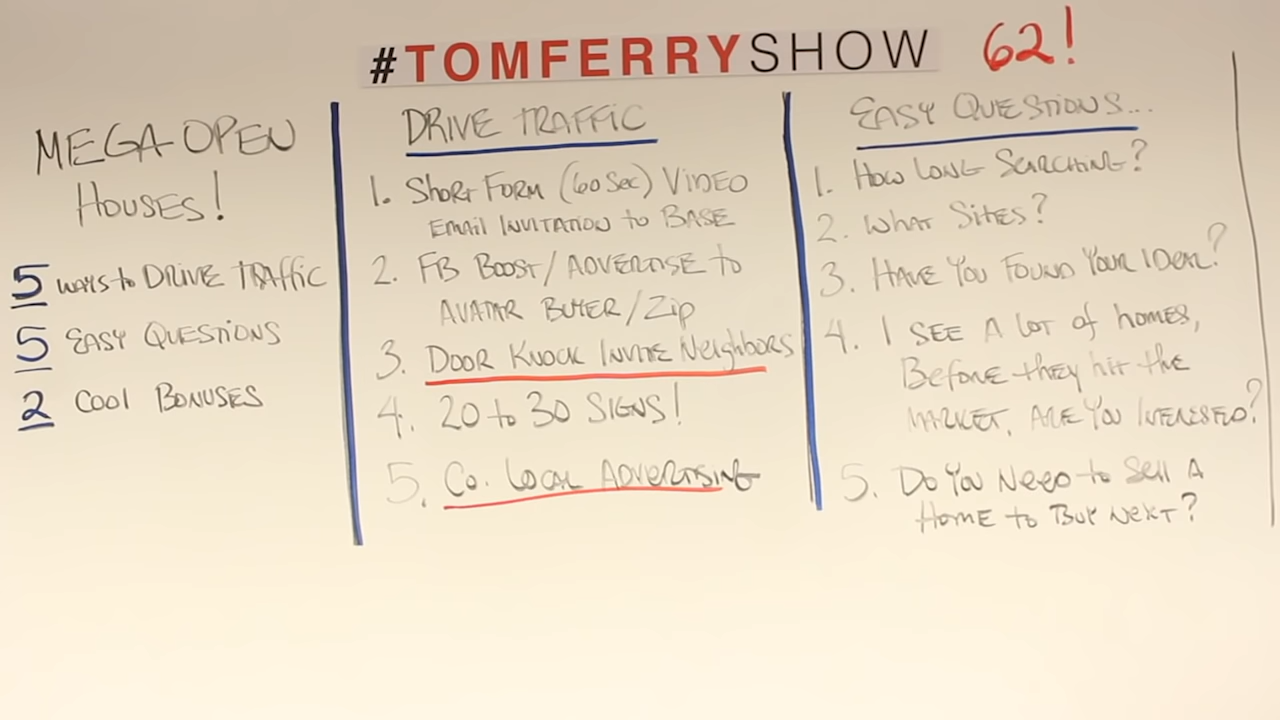 #TOMFERRYSHOW 62!
MEGA OPEN
HOUSES!
5 WAYS to DRIVE TRAFFIC
5 EASY QUESTIONS
2 COOL BONUSES
DRIVE TRAFFIC
1. SHORT FORM (60 SEC) VIDEO
EMAIL INVITATION to BASE
2. FB BOOST/ADVERTISE to
AVATAR BUYER/ZIP
3. DOOR KNOCK INVITE NEIGHBORS
4. 20 to 30 SIGNS!
5. CO. LOCAL ADVERTISING
EASY QUESTIONS...
1. HOW LONG SEARCHING?
2. WHAT SITES?
3. HAVE YOU FOUND YOUR IDEAL?
4. I SEE A LOT of HOMES,
BEFORE they hit the
MARKET, ARE YOU INTERESTED?
5. DO YOU NEED to SELL A
HOME to BUY NEXT?